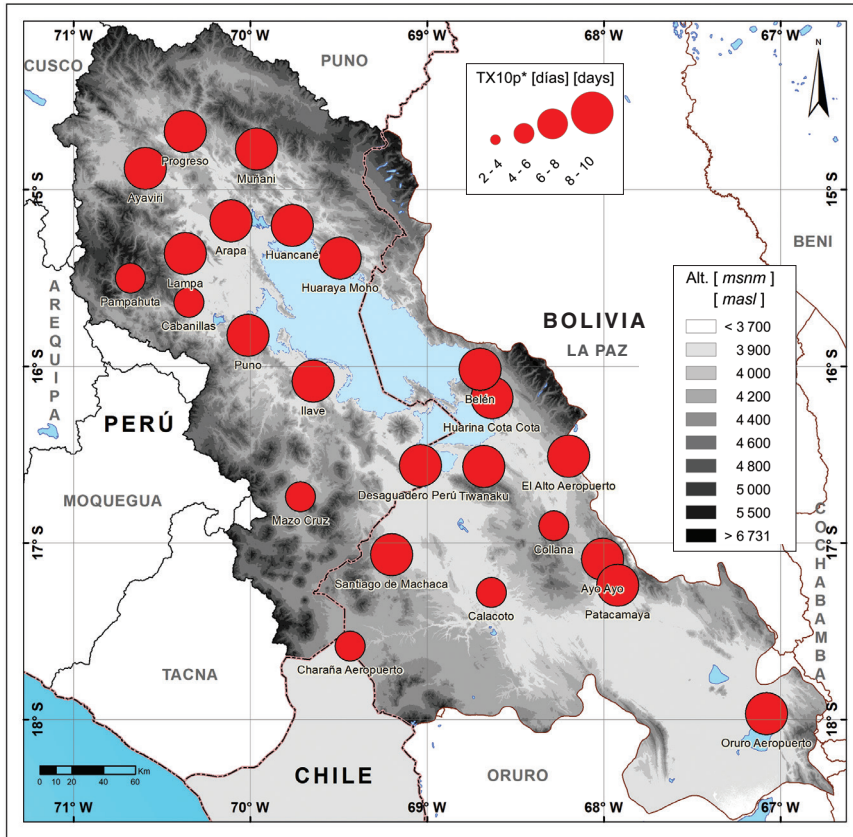 71°W 70°W 69°W 68°W 67°W
N
CUSCO
PUNO
TX10p* [días] [days]
2 - 4
4 - 6
6 - 8
8 - 10
Progreso
Muñani
Ayaviri
15°S
15°S
BENI
Arapa
Huancané
Huaraya Moho
Lampa
Pampahuta
Cabanillas
AREQUIPA
Alt. [ msnm ]
[ masl ]
< 3 700
3 900
4 000
4 200
4 400
4 600
4 800
5 000
5 500
> 6 731
BOLIVIA
LA PAZ
Puno
16°S
16°S
Ilave
Belén
Huarina Cota Cota
PERÚ
Desaguadero Perú
Tiwanaku
El Alto Aeropuerto
MOQUEGUA
Mazo Cruz
Collana
COCHABAMBA
17°S
17°S
Santiago de Machaca
Ayo Ayo
Calacoto
Patacamaya
TACNA
Charaña Aeropuerto
18°S
18°S
Oruro Aeropuerto
Km
0 10 20 40 60
CHILE
ORURO
71°W 70°W 69°W 68°W 67°W